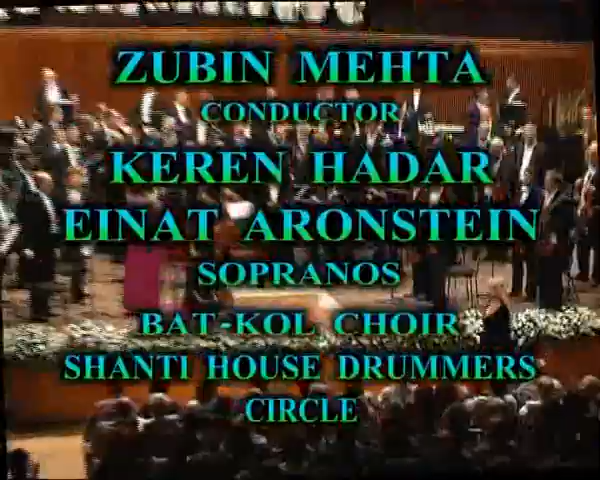 ZUBIN MEHTA
CONDUCTOR
KEREN HADAR
EINAT ARONSTEIN
SOPRANOS
BAT-KOL CHOIR
SHANTI HOUSE DRUMMERS
CIRCLE